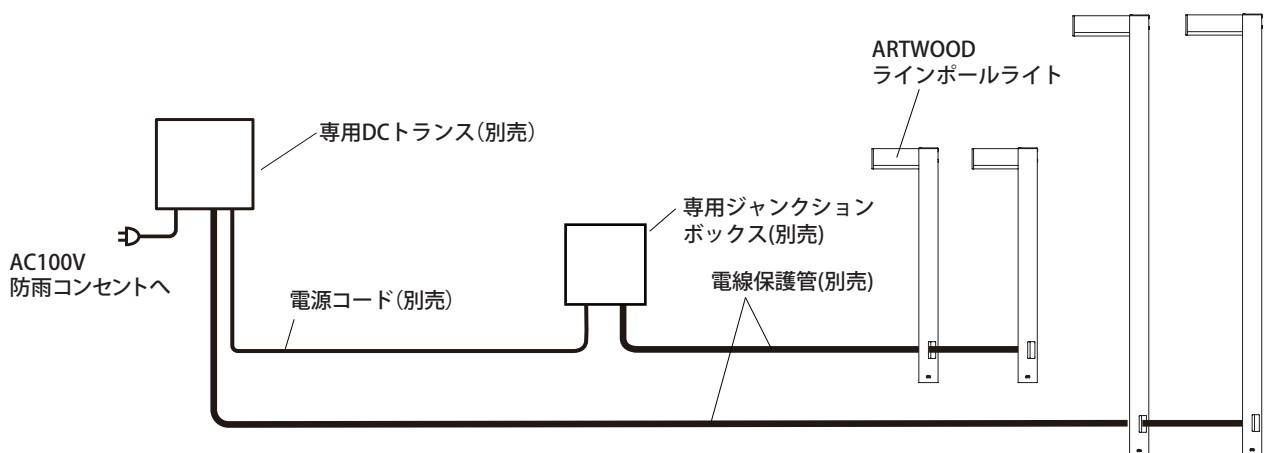 ARTWOOD
ラインポールライト
専用DCトランス（別売）
専用ジャンクション
ボックス(別売)
AC100V
防雨コンセントへ
電源コード（別売）
電線保護管(別売)